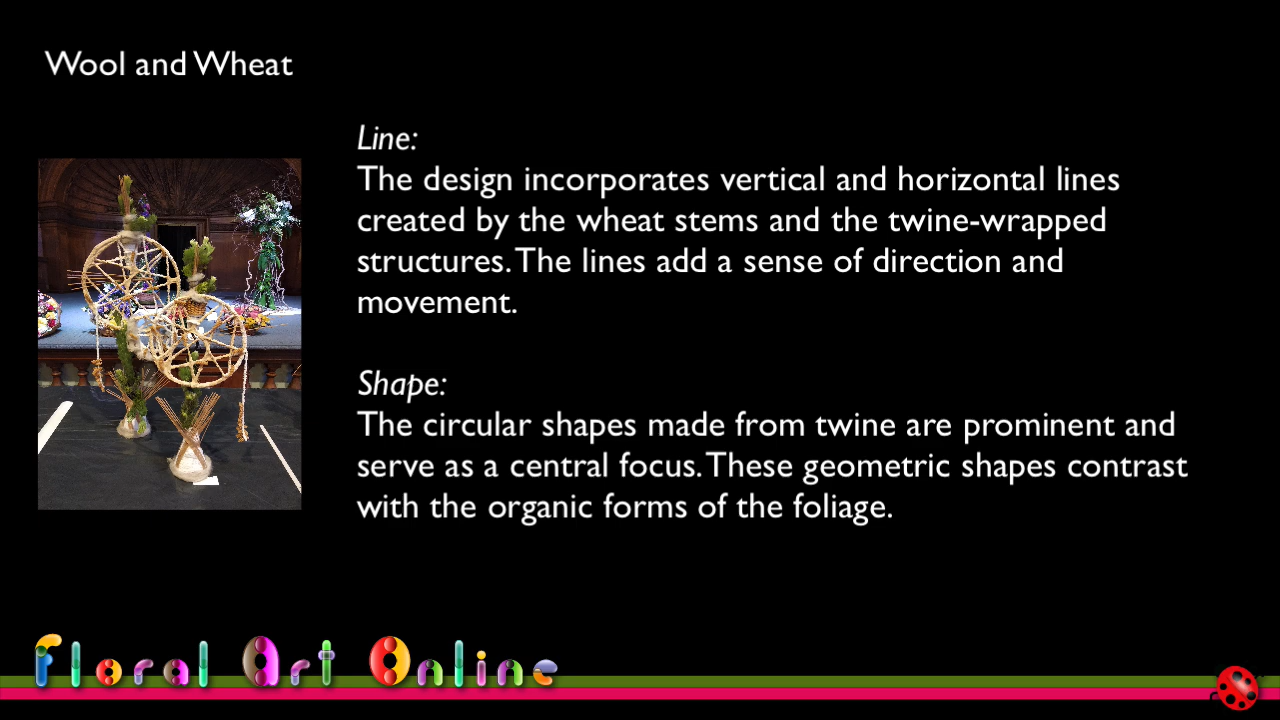 Wool and Wheat
Line:
The design incorporates vertical and horizontal lines
created by the wheat stems and the twine-wrapped
structures. The lines add a sense of direction and
movement.
Shape:
The circular shapes made from twine are prominent and
serve as a central focus. These geometric shapes contrast
with the organic forms of the foliage.
Floral Art Online